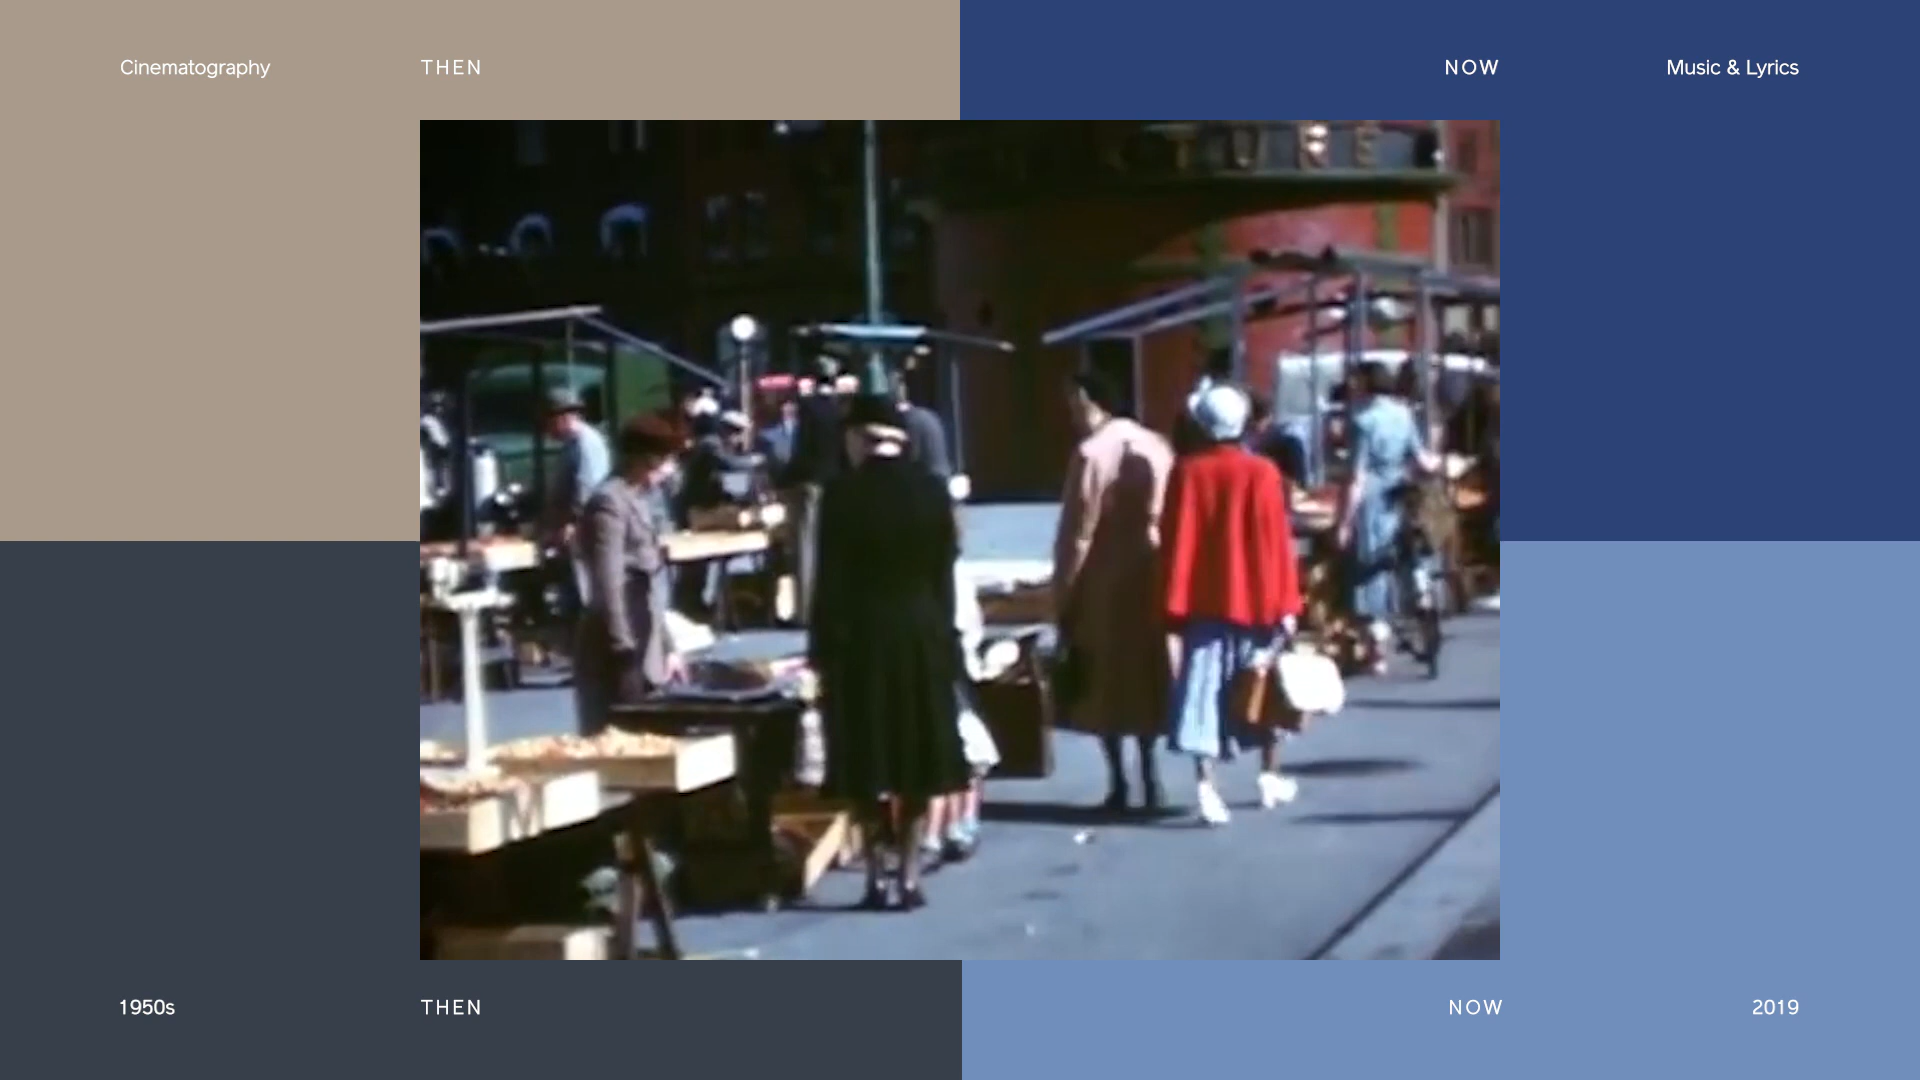 Cinematography
THEN
NOW
Music & Lyrics
1950s
THEN
NOW
2019